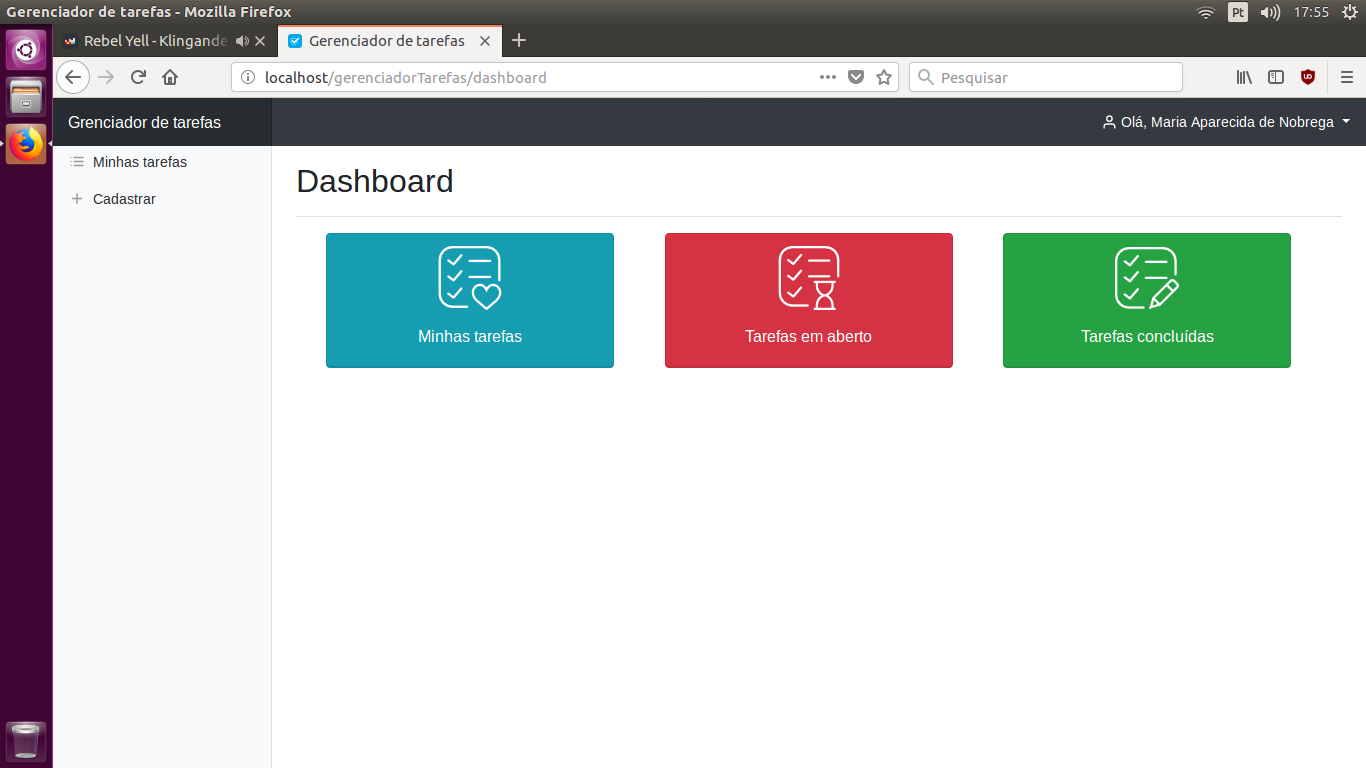 Gerenciador de tarefas - Mozilla Firefox
Pt
17:55
Rebel Yell - Klingande
Gerenciador de tarefas
localhost/gerenciadorTarefas/dashboard
Pesquisar
Grenciador de tarefas
Olá, Maria Aparecida de Nobrega
Minhas tarefas
Cadastrar
Dashboard
Minhas tarefas
Tarefas em aberto
Tarefas concluídas